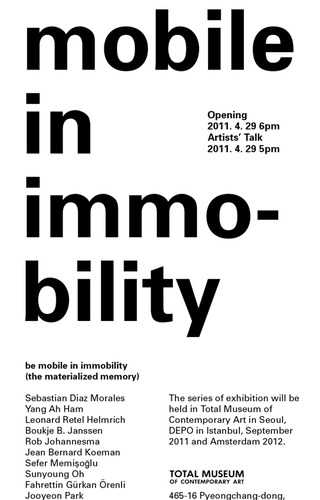 mobile
in
immo-
bility
Opening
2011. 4. 29 6pm
Artists' Talk
2011. 4. 29 5pm
be mobile in immobility
(the materialized memory)
Sebastian Diaz Morales
Yang Ah Ham
Leonard Retel Helmrich
Boukje B. Janssen
Rob Johannesma
Jean Bernard Koeman
Sefer Memişoğlu
Sunyoung Oh
Fahrettin Gürkan Örenli
Jooyeon Park
The series of exhibition will be
held in Total Museum of
Contemporary Art in Seoul,
DEPO in Istanbul, September
2011 and Amsterdam 2012.
TOTAL MUSEUM
OF CONTEMPORARY ART
465-16 Pyeongchang-dong,